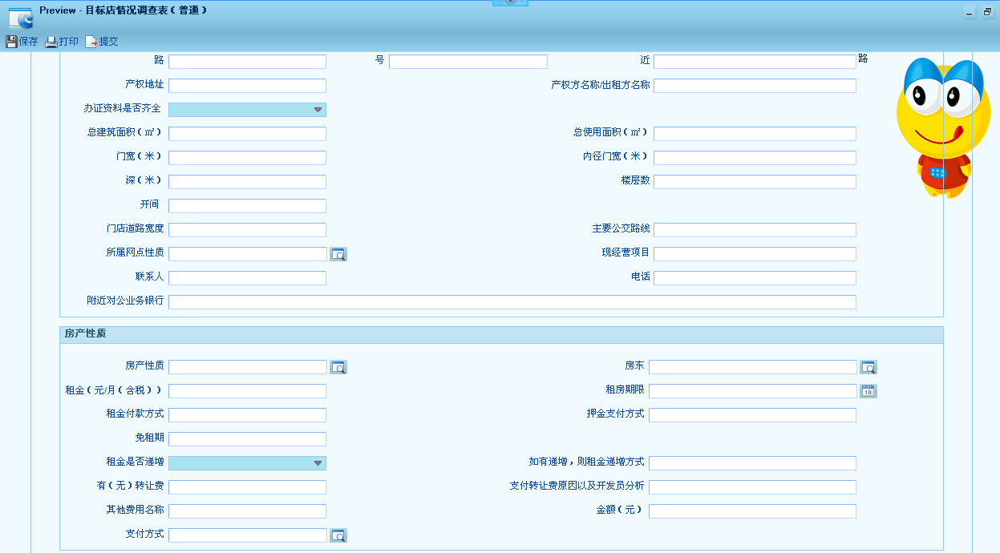 Preview - 目标店情况调查表（普通）
保存 打印 提交
路 号 近 路
产权地址 产权方名称/出租方名称
办证资料是否齐全
总建筑面积（㎡） 总使用面积（㎡）
门宽（米） 内径门宽（米）
深（米） 楼层数
开间
门店道路宽度 主要公交路线
所属网点性质 现经营项目
联系人 电话
附近对公业务银行
房产性质
房产性质 房东
租金（元/月（含税）） 租房期限
10
租金付款方式 押金支付方式
免租期
租金是否递增 如有递增，则租金递增方式
有（无）转让费 支付转让费原因以及开发员分析
其他费用名称 金额（元）
支付方式